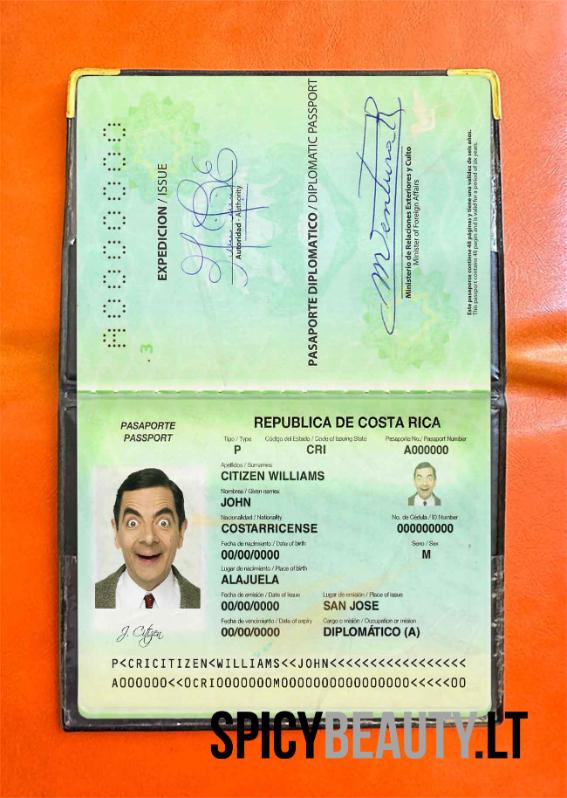 A0000000
3
EXPEDICION / ISSUE
Autoridad - Authority
PASAPORTE DIPLOMATICO / DIPLOMATIC PASSPORT
Ministerio de Relaciones Exteriores y Culto
Minister of Foreign Affairs
Este pasaporte contiene 48 páginas y tiene una validez de seis años.
This passport contains 48 pages and is valid for a period of six years.
PASAPORTE
PASSPORT
REPUBLICA DE COSTA RICA
Tipo / Type Código del Estado / Code of Issuing State Pasaporte No./ Passport Number
P CRI A000000
Apellidos / Surnames
CITIZEN WILLIAMS
Nombres / Given names
JOHN
Nacionalidad / Nationality No. de Cédula / ID Number
COSTARRICENSE 000000000
Fecha de nacimiento / Date of birth Sexo / Sex
00/00/0000 M
Lugar de nacimiento / Place of birth
ALAJUELA
Fecha de emisión / Date of issue Lugar de emisión / Place of issue
00/00/0000 SAN JOSE
Fecha de vencimiento / Date of expiry Cargo o misión / Occupation or mision
00/00/0000 DIPLOMÁTICO (A)
J. Citizen
P<CRICITIZEN<WILLIAMS<<JOHN<<<<<<<<<<<<<<<<<
A000000<<0CRI0000000M0000000000000000<<<<<00
SPICYBEAUTY.LT